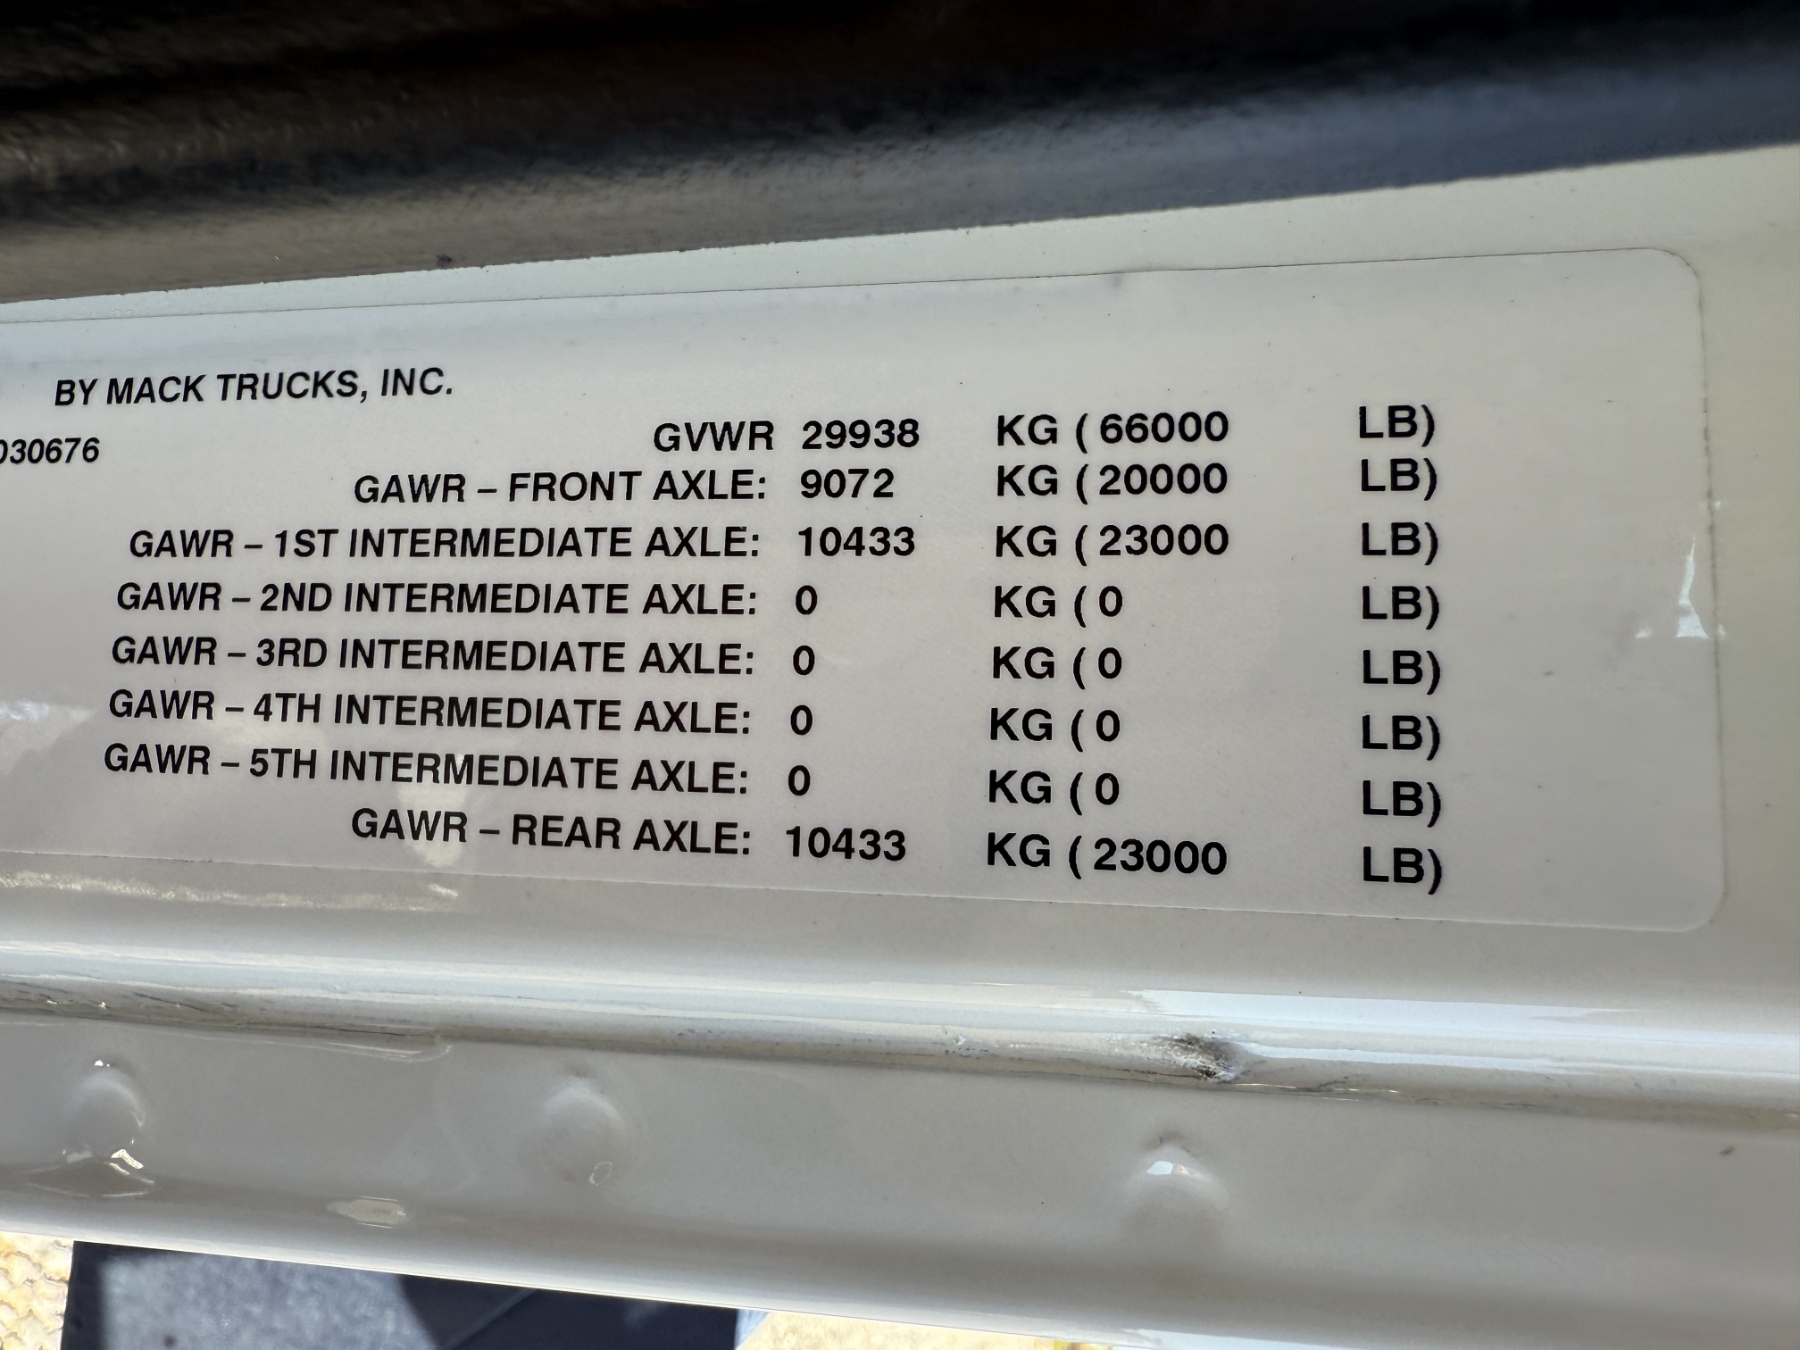 BY MACK TRUCKS, INC.
030676
GVWR 29938 KG ( 66000 LB)
GAWR – FRONT AXLE: 9072 KG ( 20000 LB)
GAWR – 1ST INTERMEDIATE AXLE: 10433 KG ( 23000 LB)
GAWR – 2ND INTERMEDIATE AXLE: 0 KG ( 0 LB)
GAWR – 3RD INTERMEDIATE AXLE: 0 KG ( 0 LB)
GAWR – 4TH INTERMEDIATE AXLE: 0 KG ( 0 LB)
GAWR – 5TH INTERMEDIATE AXLE: 0 KG ( 0 LB)
GAWR – REAR AXLE: 10433 KG ( 23000 LB)